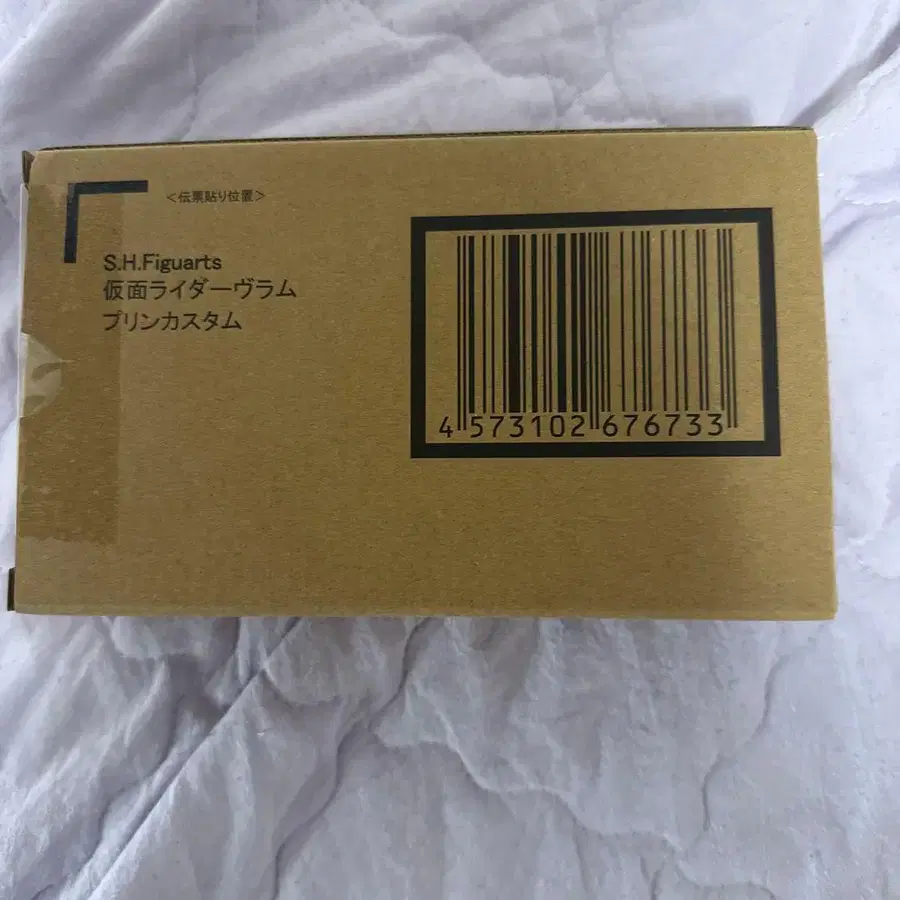 ＜伝票貼り位置＞
S.H.Figuarts
仮面ライダーヴラム
プリンカスタム
4 573102 676733